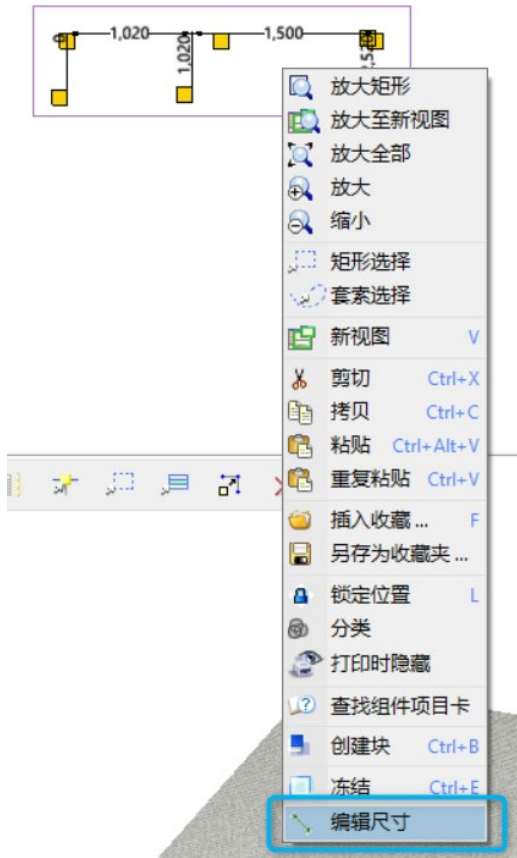 1,020
1,500
1,020
放大矩形
放大至新视图
放大全部
放大
缩小
矩形选择
套索选择
新视图 V
剪切 Ctrl+X
拷贝 Ctrl+C
粘贴 Ctrl+Alt+V
重复粘贴 Ctrl+V
插入收藏 ... F
另存为收藏夹 ...
锁定位置 L
分类
打印时隐藏
查找组件项目卡
创建块 Ctrl+B
冻结 Ctrl+E
编辑尺寸